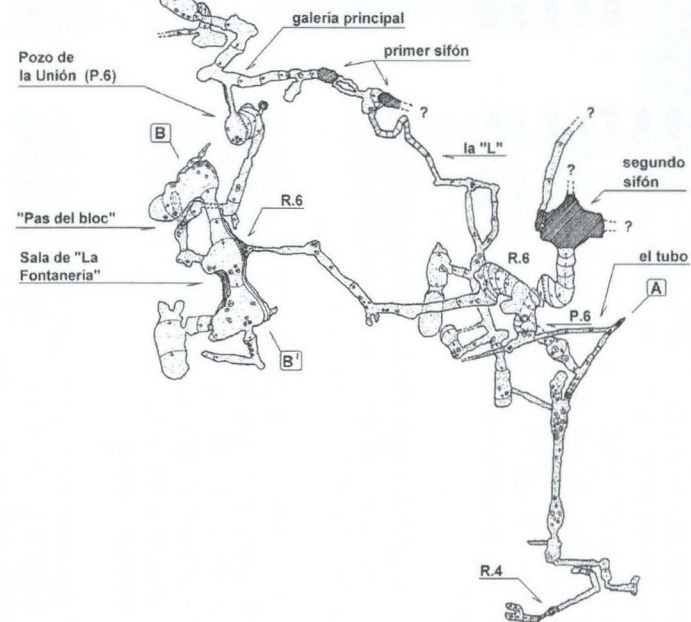 galería principal
Pozo de
la Unión (P.6)
primer sifón
?
?
B
la "L"
?
segundo
sifón
R.6
"Pas del bloc"
?
Sala de "La
Fontanería"
R.6
el tubo
A
P.6
B'
R.4